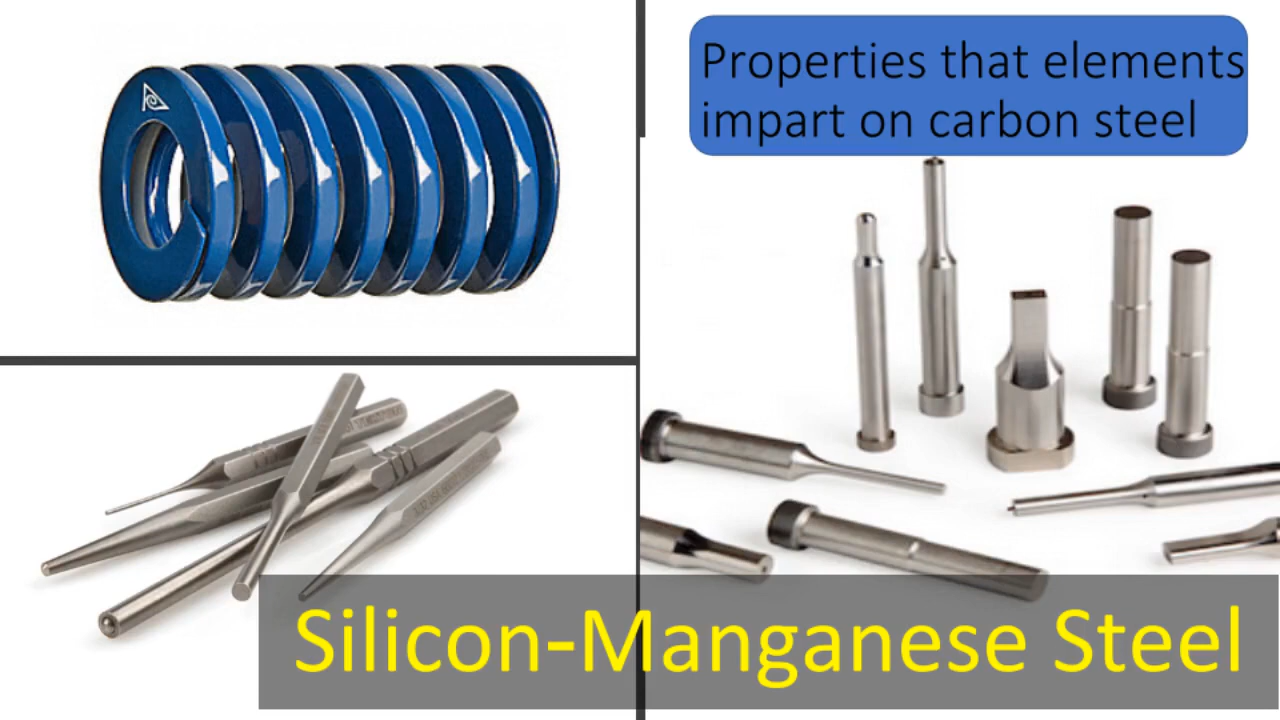 Properties that elements
impart on carbon steel
Silicon-Manganese Steel